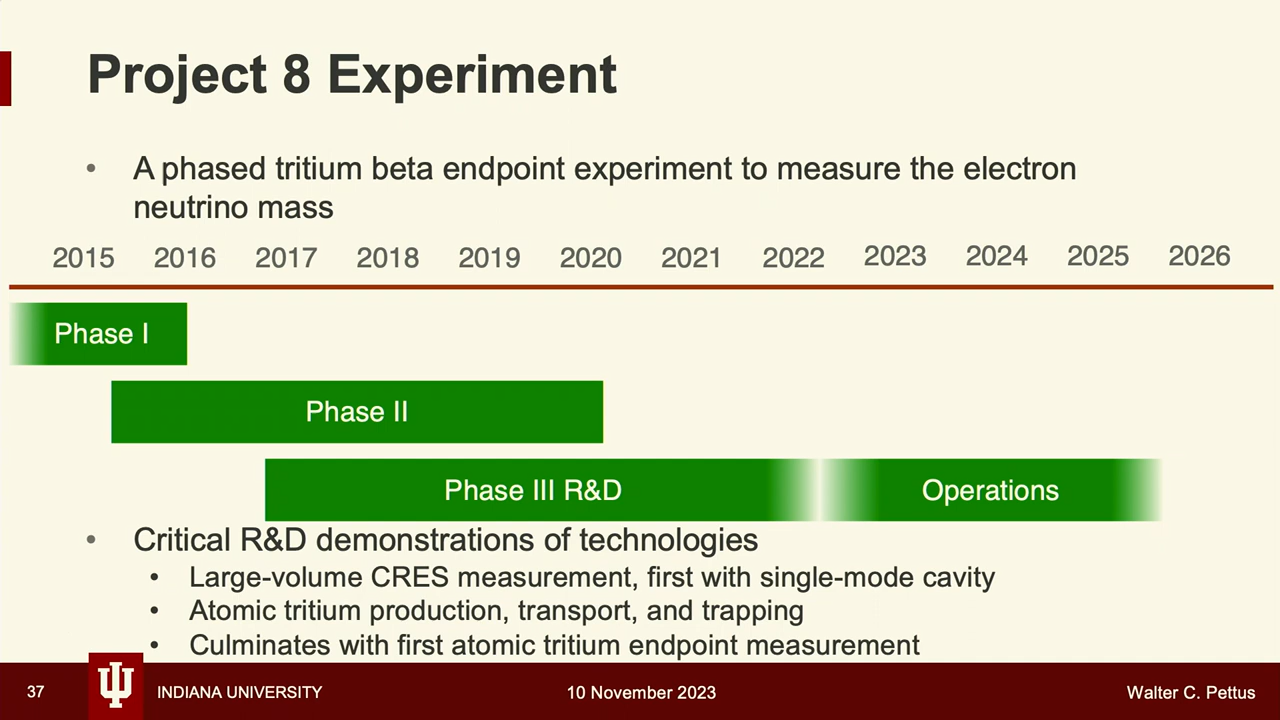 Project 8 Experiment
• A phased tritium beta endpoint experiment to measure the electron
neutrino mass
2015 2016 2017 2018 2019 2020 2021 2022 2023 2024 2025 2026
Phase I
Phase II
Phase III R&D Operations
• Critical R&D demonstrations of technologies
• Large-volume CRES measurement, first with single-mode cavity
• Atomic tritium production, transport, and trapping
• Culminates with first atomic tritium endpoint measurement
37 INDIANA UNIVERSITY 10 November 2023 Walter C. Pettus